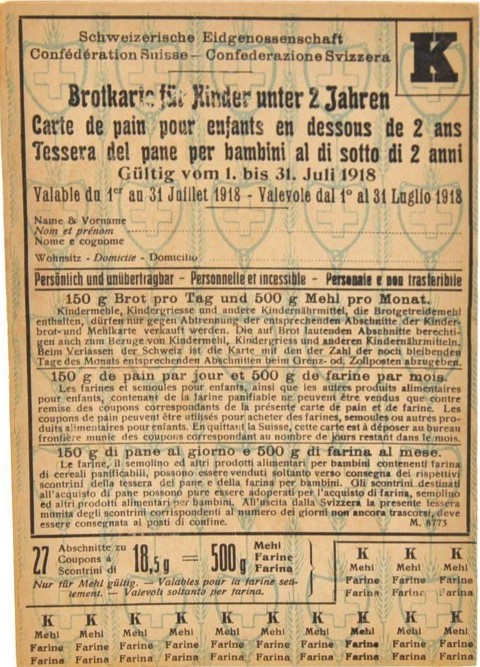 Schweizerische Eidgenossenschaft
Confédération Suisse – Confederazione Svizzera
K
Brotkarte für Kinder unter 2 Jahren
Carte de pain pour enfants en dessous de 2 ans
Tessera del pane per bambini al di sotto di 2 anni
Gültig vom 1. bis 31. Juli 1918
Valable du 1er au 31 Juillet 1918 - Valevole dal 1° al 31 Luglio 1918
Name & Vorname
Nom et prénom
Nome e cognome
Wohnsitz - Domicile - Domicilio
Persönlich und unübertragbar - Personnelle et incessible - Personale e non trasferibile
150 g Brot pro Tag und 500 g Mehl pro Monat.
Kindermehle, Kindergriesse und andere Kindernährmittel, die Brotgetreidemehl
enthalten, dürfen nur gegen Abtrennung der entsprechenden Abschnitte der Kinder-
brot- und Mehlkarte verkauft werden. Die auf Brot lautenden Abschnitte berechti-
gen auch zum Bezuge von Kindermehl, Kindergriess und anderen Kindernährmitteln.
Beim Verlassen der Schweiz ist die Karte mit den der Zahl der noch bleibenden
Tage des Monats entsprechenden Abschnitten beim Grenz- od. Zollposten abzugeben.
150 g de pain par jour et 500 g de farine par mois.
Les farines et semoules pour enfants, ainsi que les autres produits alimentaires
pour enfants, contenant de la farine panifiable ne peuvent être vendus que contre
remise des coupons correspondants de la présente carte de pain et de farine. Les
coupons de pain peuvent être utilisés pour acheter des farines, semoules ou autres pro-
duits alimentaires pour enfants. En quittant la Suisse, cette carte est à déposer au bureau
frontière munie des coupons correspondant au nombre de jours restant dans le mois.
150 g di pane al giorno e 500 g di farina al mese.
Le farine, il semolino ed altri prodotti alimentari per bambini contenenti farina
di cereali panificabili, possono essere venduti soltanto verso consegna dei rispettivi
scontrini della tessera del pane e della farina per bambini. Gli scontrini destinati
all'acquisto di pane possono pure essere adoperati per l'acquisto di farina, semolino
ed altri prodotti alimentari per bambini. All'uscita dalla Svizzera la presente tessera
munita degli scontrini corrispondenti al numero dei giorni non ancora trascorsi, deve
essere consegnata ai posti di confine. M. 8773
27 Abschnitte zu Coupons à Scontrini di 18,5g = 500g Mehl Farine Farina
Nur für Mehl gültig. — Valables pour la farine seu-
lement. — Valevoli soltanto per farina.
K K K
Mehl Mehl Mehl
Farine Farine Farine
Farina Farina Farina
K K K K K K K K K
Mehl Mehl Mehl Mehl Mehl Mehl Mehl Mehl Mehl
Farine Farine Farine Farine Farine Farine Farine Farine Farine
Farina Farina Farina Farina Farina Farina Farina Farina Farina